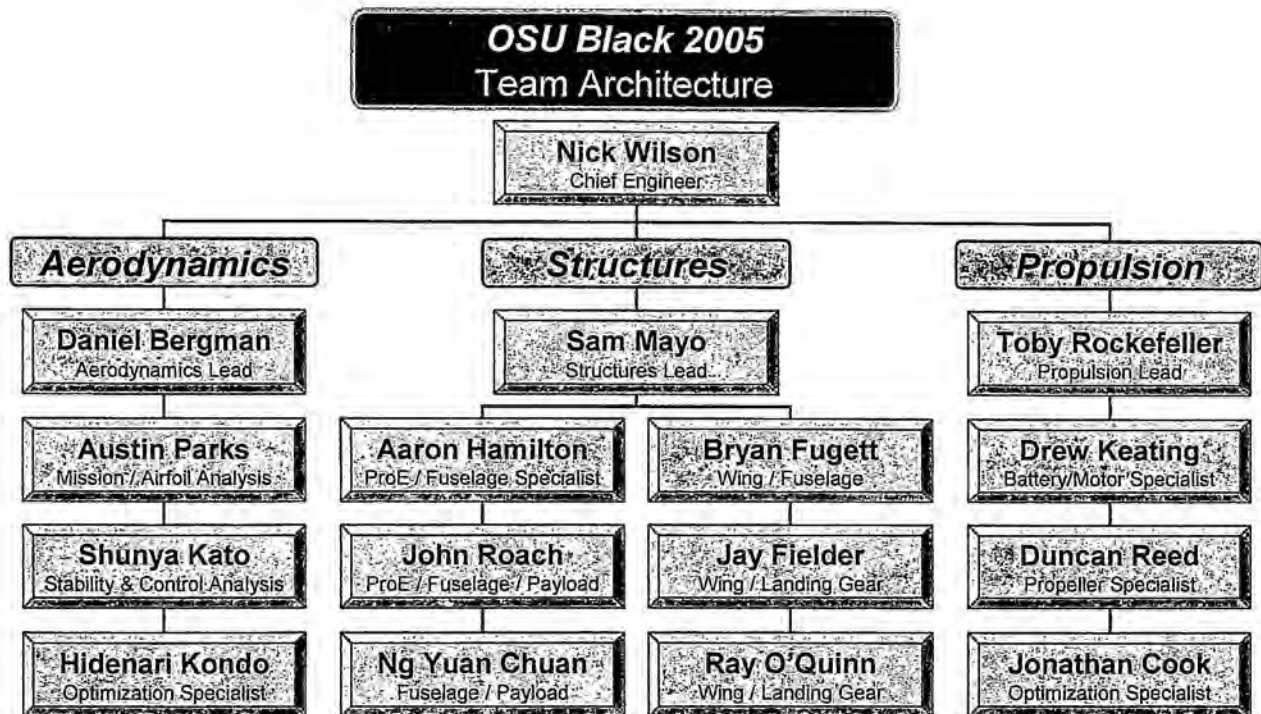 OSU Black 2005
Team Architecture
Nick Wilson
Chief Engineer
Aerodynamics
Structures
Propulsion
Daniel Bergman
Aerodynamics Lead
Sam Mayo
Structures Lead
Toby Rockefeller
Propulsion Lead
Austin Parks
Mission / Airfoil Analysis
Aaron Hamilton
ProE / Fuselage Specialist
Bryan Fugett
Wing / Fuselage
Drew Keating
Battery/Motor Specialist
Shunya Kato
Stability & Control Analysis
John Roach
ProE / Fuselage / Payload
Jay Fielder
Wing / Landing Gear
Duncan Reed
Propeller Specialist
Hidenari Kondo
Optimization Specialist
Ng Yuan Chuan
Fuselage / Payload
Ray O'Quinn
Wing / Landing Gear
Jonathan Cook
Optimization Specialist